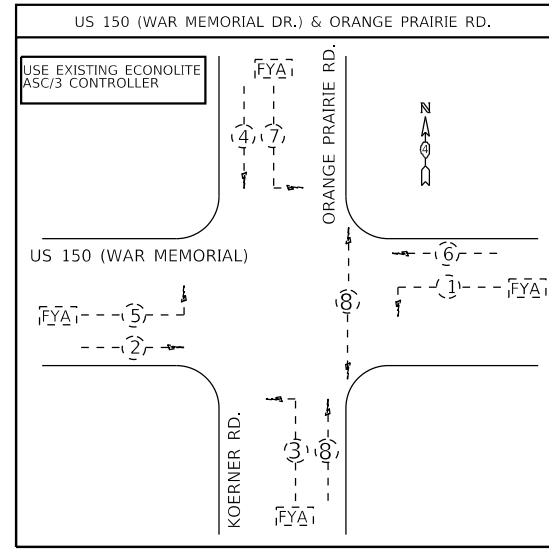 US 150 (WAR MEMORIAL DR.) & ORANGE PRAIRIE RD.
USE EXISTING ECONOLITE
ASC/3 CONTROLLER
FYA
4
7
ORANGE PRAIRIE RD.
N
4
US 150 (WAR MEMORIAL)
6
1
FYA
8
FYA
5
2
KOERNER RD.
3
8
FYA